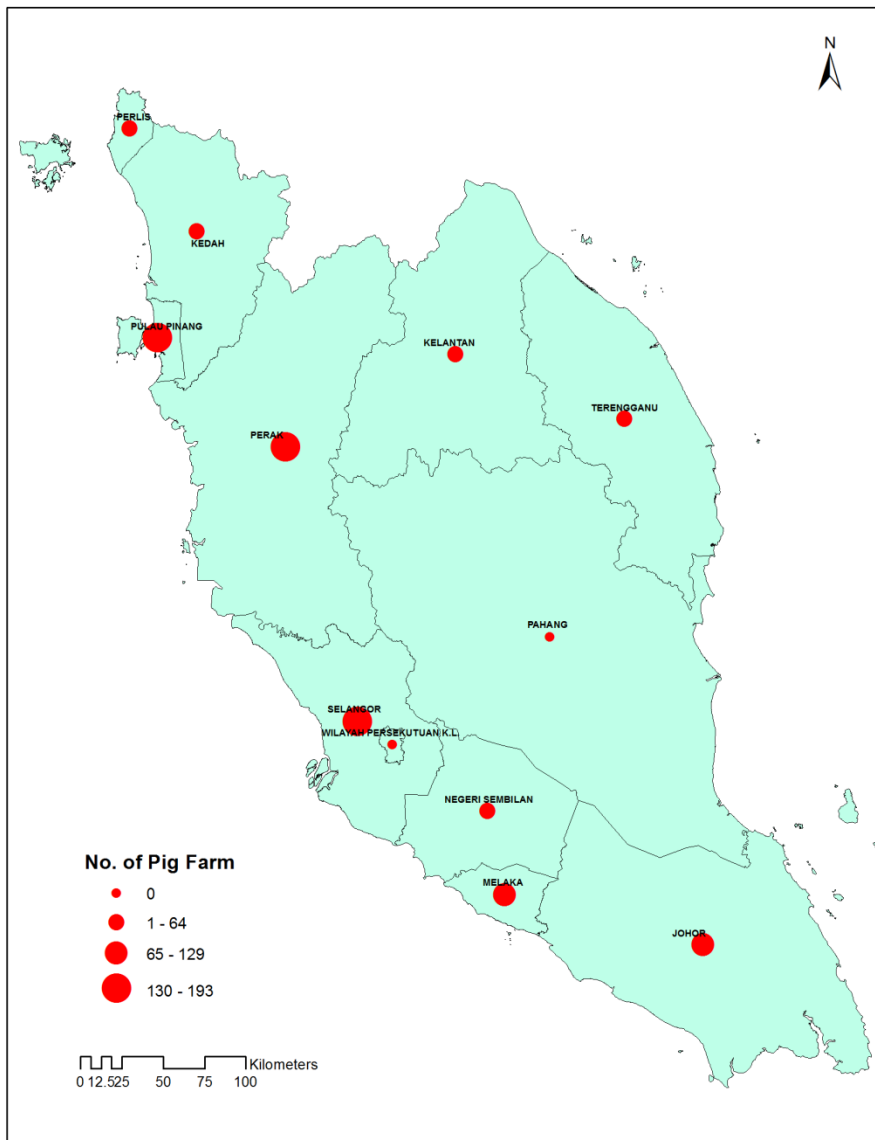 N
PERLIS
KEDAH
PULAU PINANG
KELANTAN
TERENGGANU
PERAK
PAHANG
SELANGOR
WILAYAH PERSEKUTUAN K.L.
NEGERI SEMBILAN
MELAKA
JOHOR
No. of Pig Farm
0
1 - 64
65 - 129
130 - 193
Kilometers
0 12.525 50 75 100